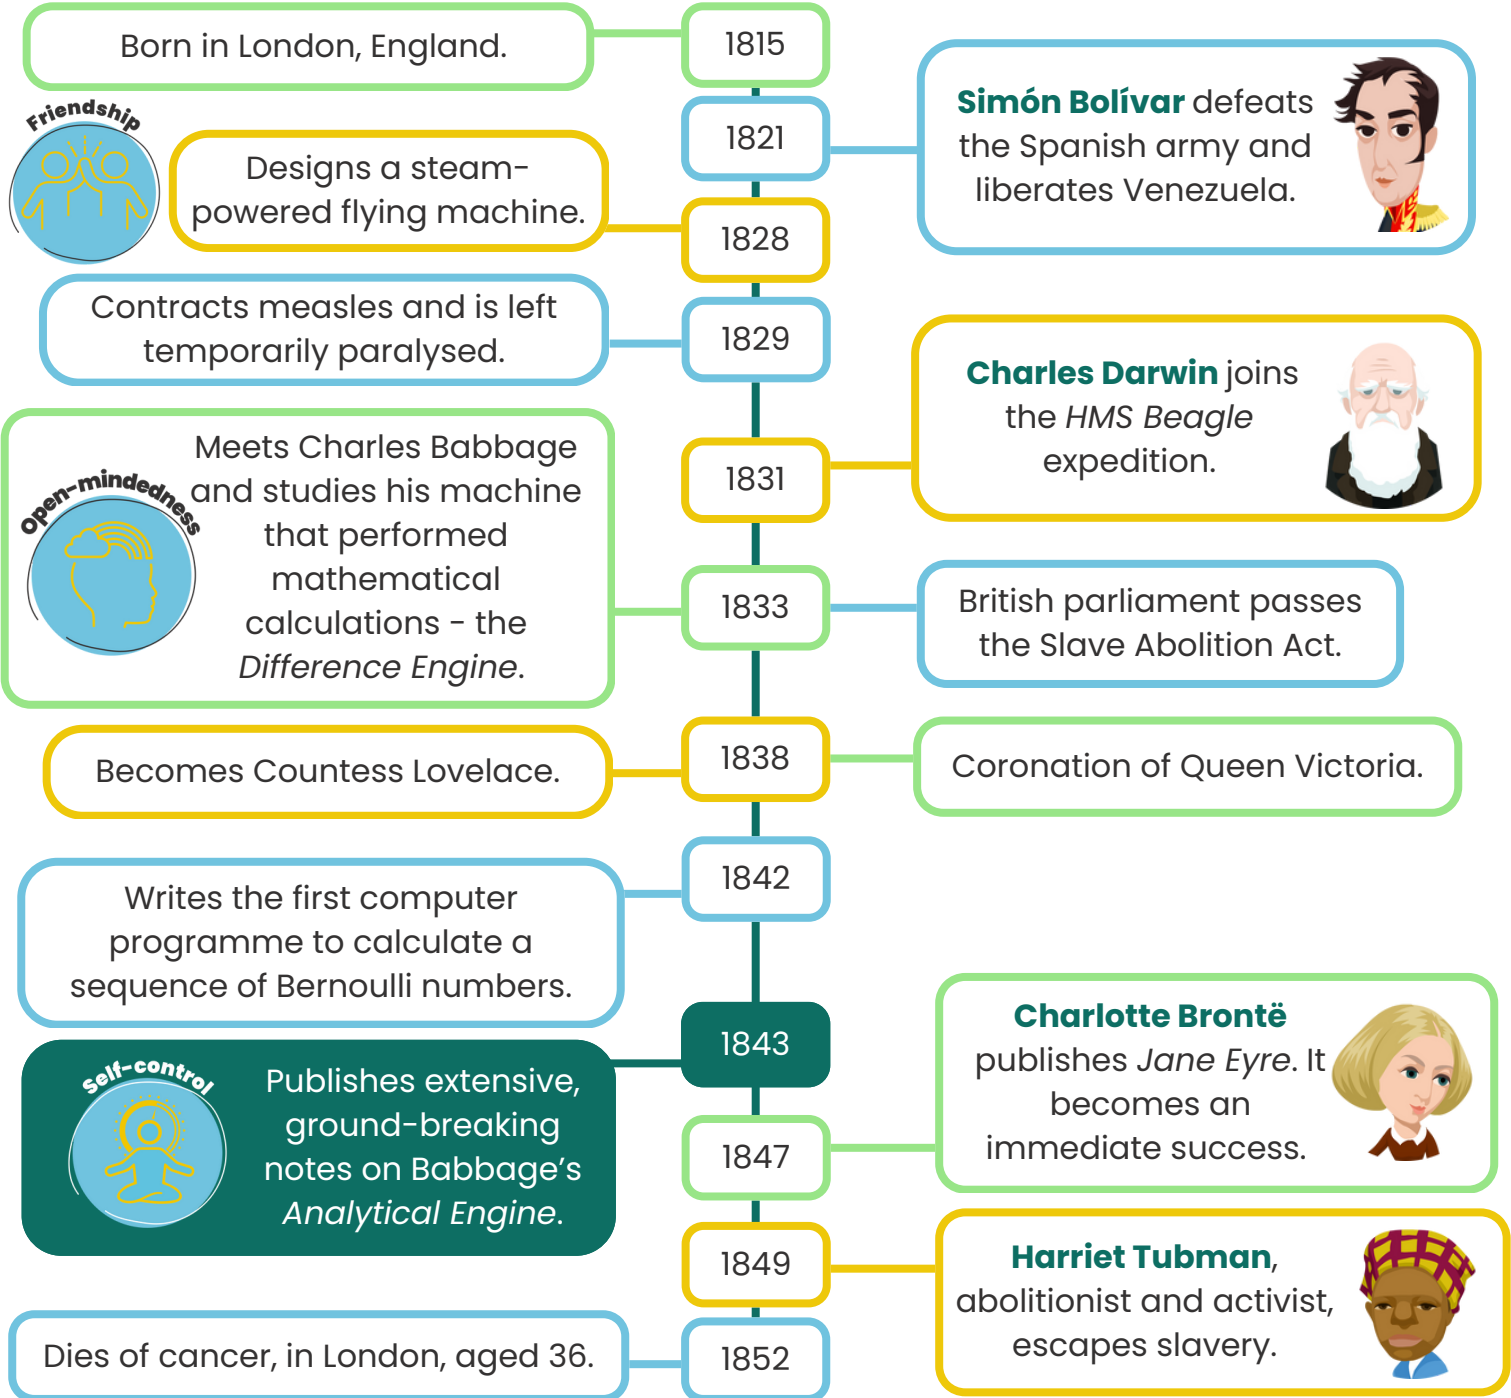 Born in London, England.
1815
Simón Bolívar defeats
the Spanish army and
liberates Venezuela.
1821
Friendship
Designs a steam-
powered flying machine.
1828
Contracts measles and is left
temporarily paralysed.
1829
Charles Darwin joins
the HMS Beagle
expedition.
1831
Open-mindedness
Meets Charles Babbage
and studies his machine
that performed
mathematical
calculations - the
Difference Engine.
1833
British parliament passes
the Slave Abolition Act.
Becomes Countess Lovelace.
1838
Coronation of Queen Victoria.
1842
Writes the first computer
programme to calculate a
sequence of Bernoulli numbers.
1843
Self-control
Publishes extensive,
ground-breaking
notes on Babbage's
Analytical Engine.
Charlotte Brontë
publishes Jane Eyre. It
becomes an
immediate success.
1847
1849
Harriet Tubman,
abolitionist and activist,
escapes slavery.
Dies of cancer, in London, aged 36.
1852